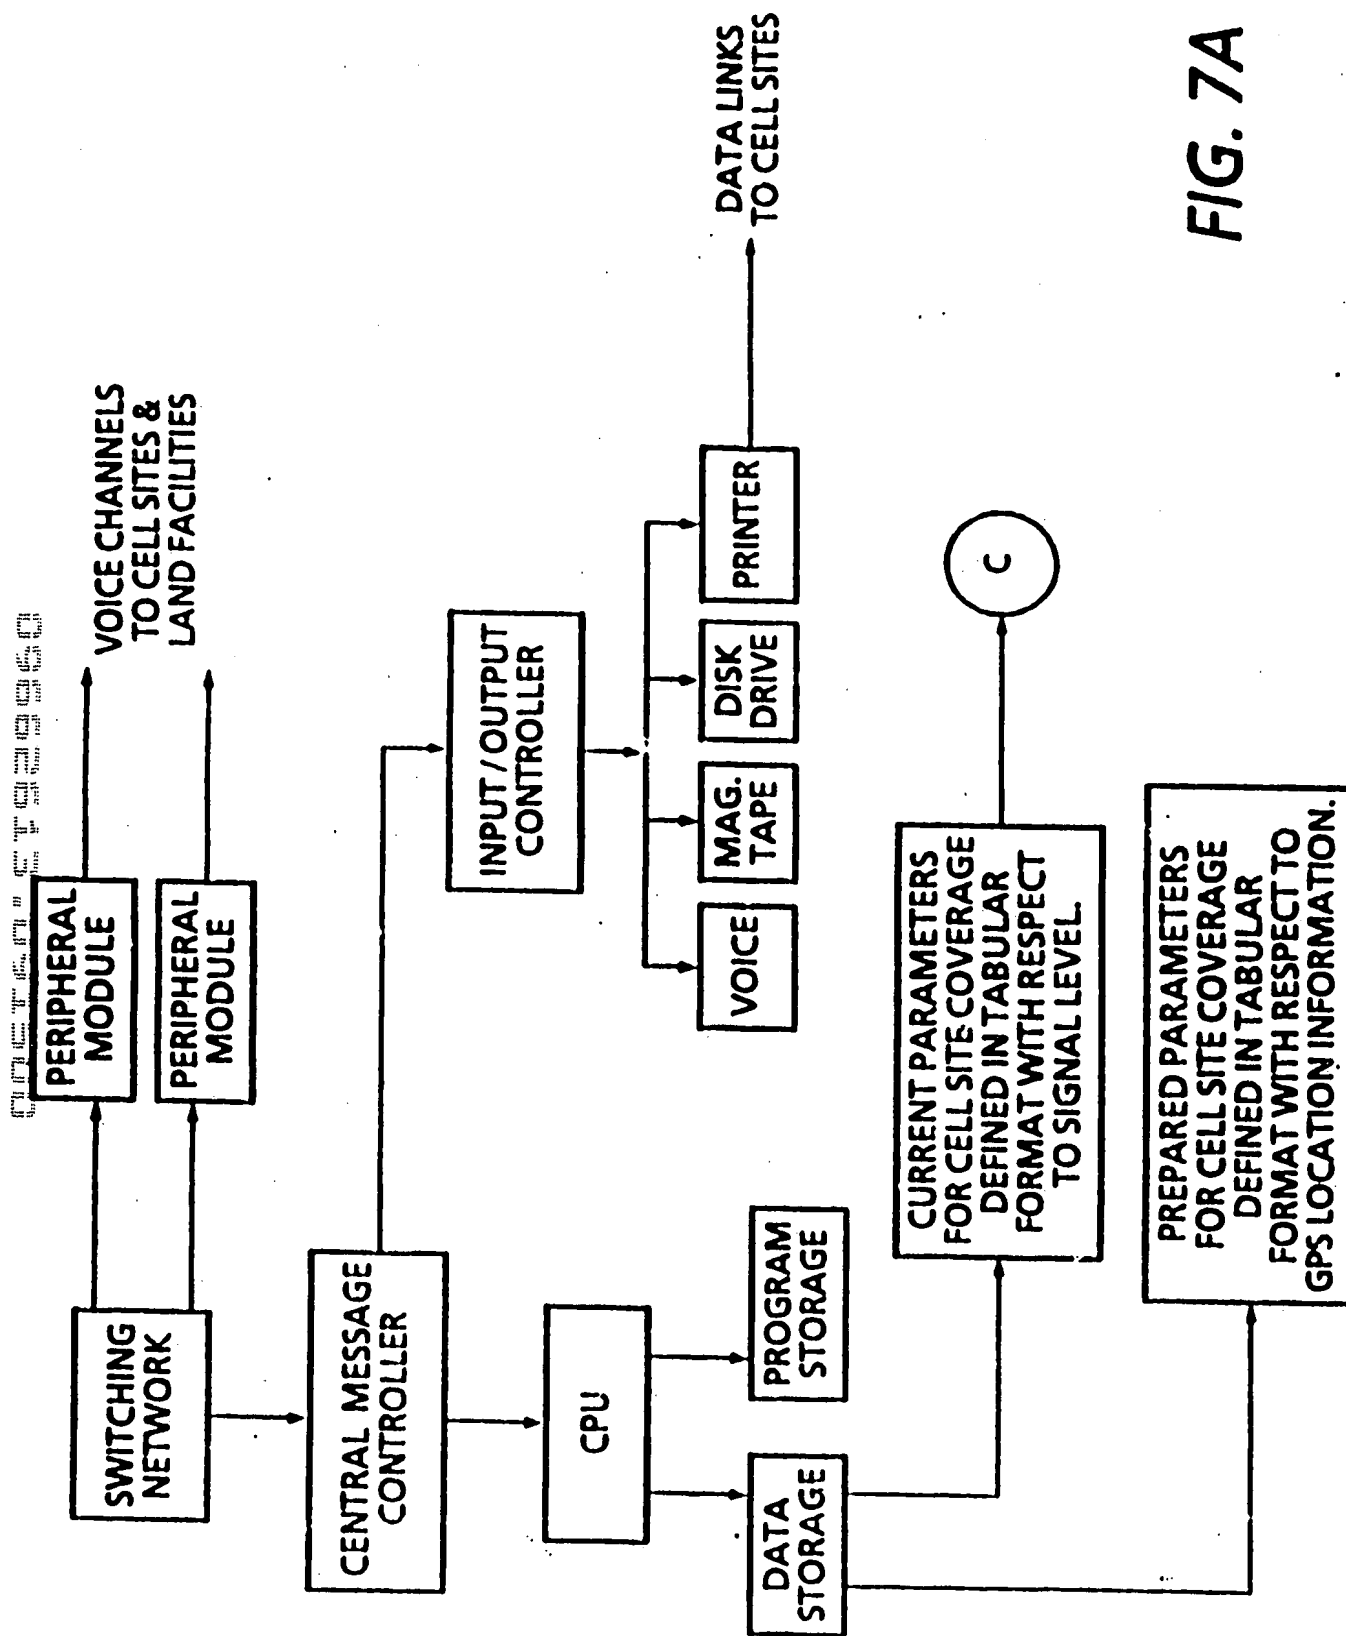 SWITCHING
NETWORK
PERIPHERAL
MODULE
PERIPHERAL
MODULE
VOICE CHANNELS
TO CELL SITES &
LAND FACILITIES
CENTRAL MESSAGE
CONTROLLER
INPUT / OUTPUT
CONTROLLER
CPU
VOICE
MAG.
TAPE
DISK
DRIVE
PRINTER
DATA LINKS
TO CELL SITES
DATA
STORAGE
PROGRAM
STORAGE
CURRENT PARAMETERS
FOR CELL SITE COVERAGE
DEFINED IN TABULAR
FORMAT WITH RESPECT
TO SIGNAL LEVEL.
C
PREPARED PARAMETERS
FOR CELL SITE COVERAGE
DEFINED IN TABULAR
FORMAT WITH RESPECT TO
GPS LOCATION INFORMATION.
FIG. 7A